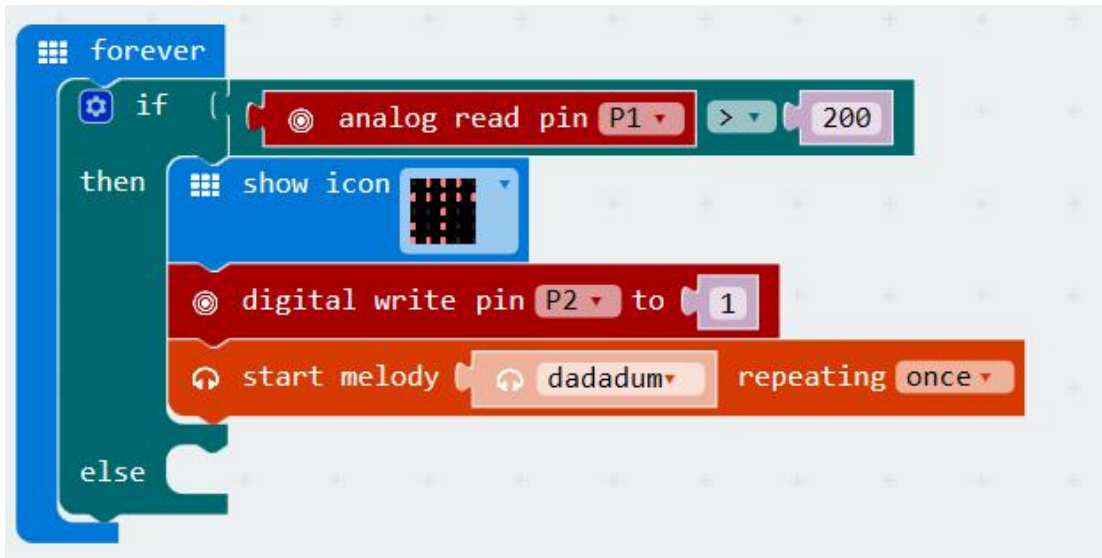 forever
if analog read pin P1 > 200
then show icon
digital write pin P2 to 1
start melody dadadum repeating once
else